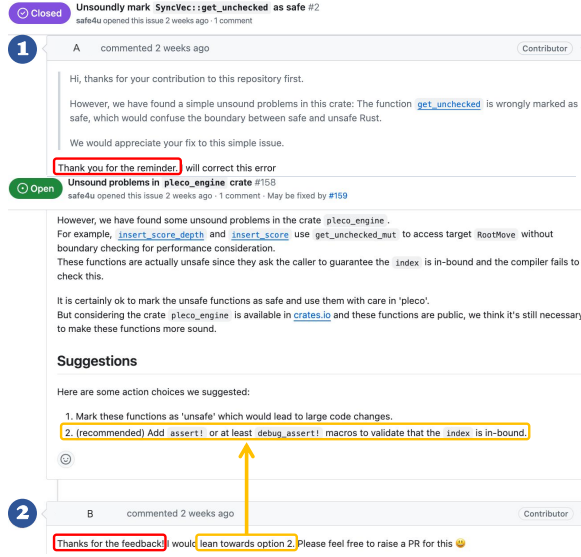 Closed
Unsoundly mark SyncVec::get_unchecked as safe #2
safe4u opened this issue 2 weeks ago · 1 comment
1
A commented 2 weeks ago Contributor
Hi, thanks for your contribution to this repository first.
However, we have found a simple unsound problems in this crate: The function get_unchecked is wrongly marked as
safe, which would confuse the boundary between safe and unsafe Rust.
We would appreciate your fix to this simple issue.
Thank you for the reminder. will correct this error
Open
Unsound problems in pleco_engine crate #158
safe4u opened this issue 2 weeks ago · 1 comment · May be fixed by #159
However, we have found some unsound problems in the crate pleco_engine .
For example, insert_score_depth and insert_score use get_unchecked_mut to access target RootMove without
boundary checking for performance consideration.
These functions are actually unsafe since they ask the caller to guarantee the index is in-bound and the compiler fails to
check this.
It is certainly ok to mark the unsafe functions as safe and use them with care in 'pleco'.
But considering the crate pleco_engine is available in crates.io and these functions are public, we think it's still necessary
to make these functions more sound.
Suggestions
Here are some action choices we suggested:
1. Mark these functions as 'unsafe' which would lead to large code changes.
2. (recommended) Add assert! or at least debug_assert! macros to validate that the index is in-bound.
2
B commented 2 weeks ago Contributor
Thanks for the feedback! I would lean towards option 2. Please feel free to raise a PR for this 😀